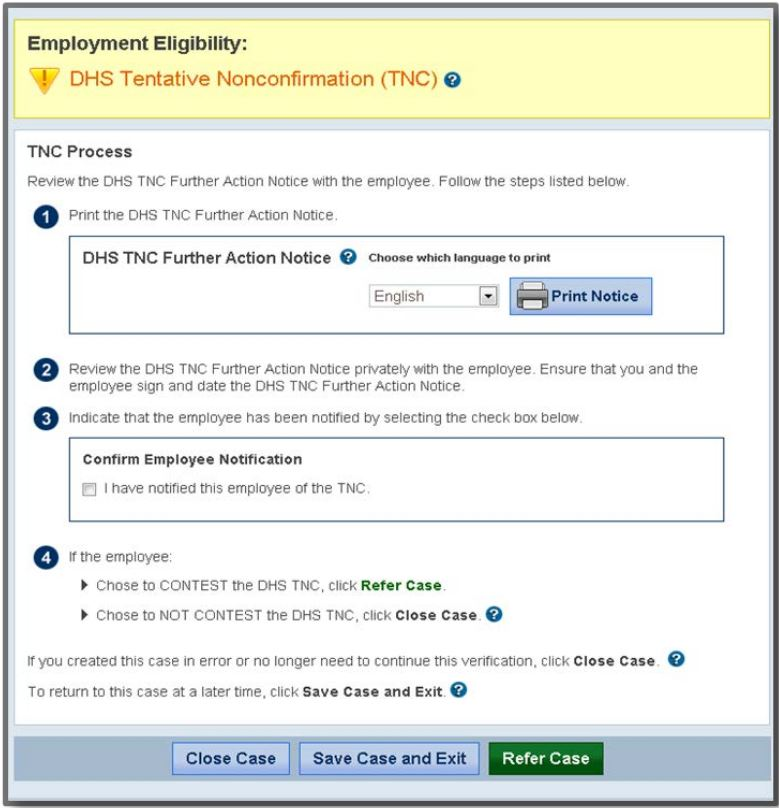 Employment Eligibility:
DHS Tentative Nonconfirmation (TNC) ?
TNC Process
Review the DHS TNC Further Action Notice with the employee. Follow the steps listed below.
1 Print the DHS TNC Further Action Notice.
DHS TNC Further Action Notice ? Choose which language to print
English Print Notice
2 Review the DHS TNC Further Action Notice privately with the employee. Ensure that you and the
employee sign and date the DHS TNC Further Action Notice.
3 Indicate that the employee has been notified by selecting the check box below.
Confirm Employee Notification
I have notified this employee of the TNC.
4 If the employee:
Chose to CONTEST the DHS TNC, click Refer Case.
Chose to NOT CONTEST the DHS TNC, click Close Case. ?
If you created this case in error or no longer need to continue this verification, click Close Case. ?
To return to this case at a later time, click Save Case and Exit. ?
Close Case Save Case and Exit Refer Case